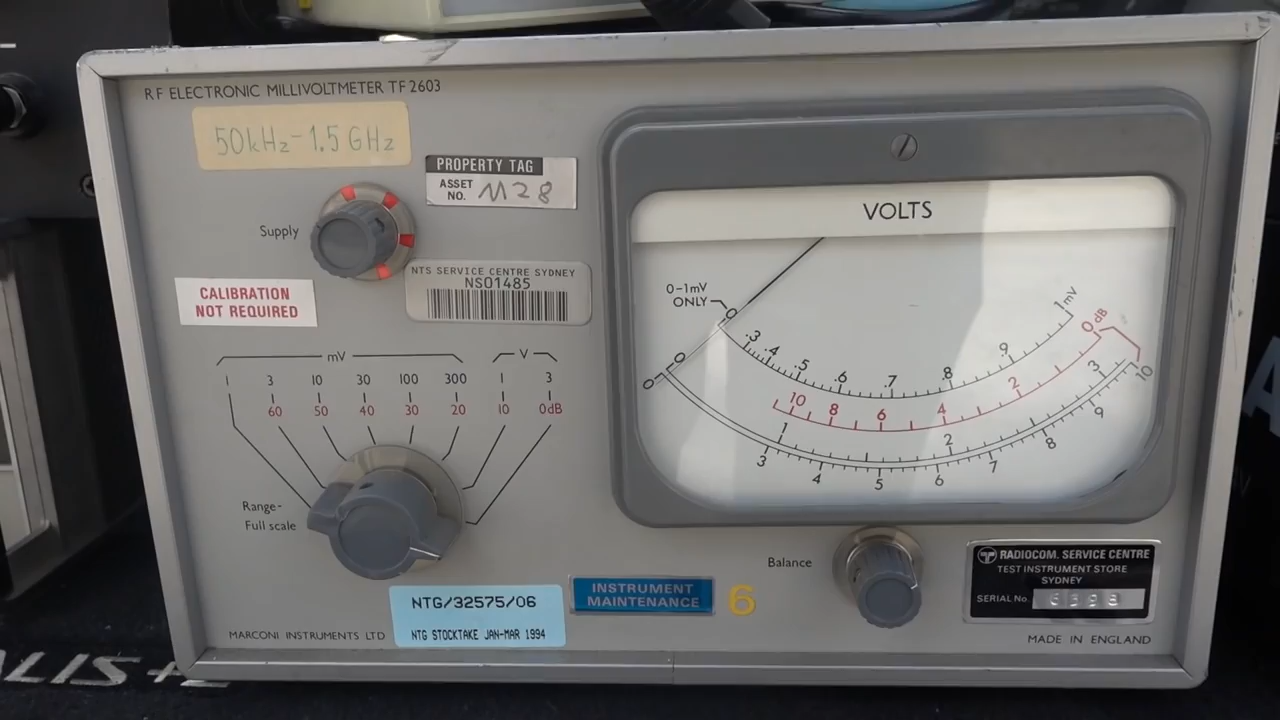 RF ELECTRONIC MILLIVOLTMETER TF 2603
50kHz-1.5GHz
PROPERTY TAG
ASSET NO. M28
Supply
NTS SERVICE CENTRE SYDNEY
NS01485
CALIBRATION
NOT REQUIRED
mV V
1 3 10 30 100 300 1 3
60 50 40 30 20 10 0dB
Range-
Full scale
VOLTS
0-1mV
ONLY
0 .3 .4 .5 .6 .7 .8 .9 1mV
10 8 6 4 2 0dB
0 1 2 3
0 3 4 5 6 7 8 9 10
Balance
RADIOCOM. SERVICE CENTRE
TEST INSTRUMENT STORE
SYDNEY
SERIAL No. 6398
INSTRUMENT
MAINTENANCE
6
NTG/32575/06
NTG STOCKTAKE JAN-MAR 1994
MARCONI INSTRUMENTS LTD
MADE IN ENGLAND